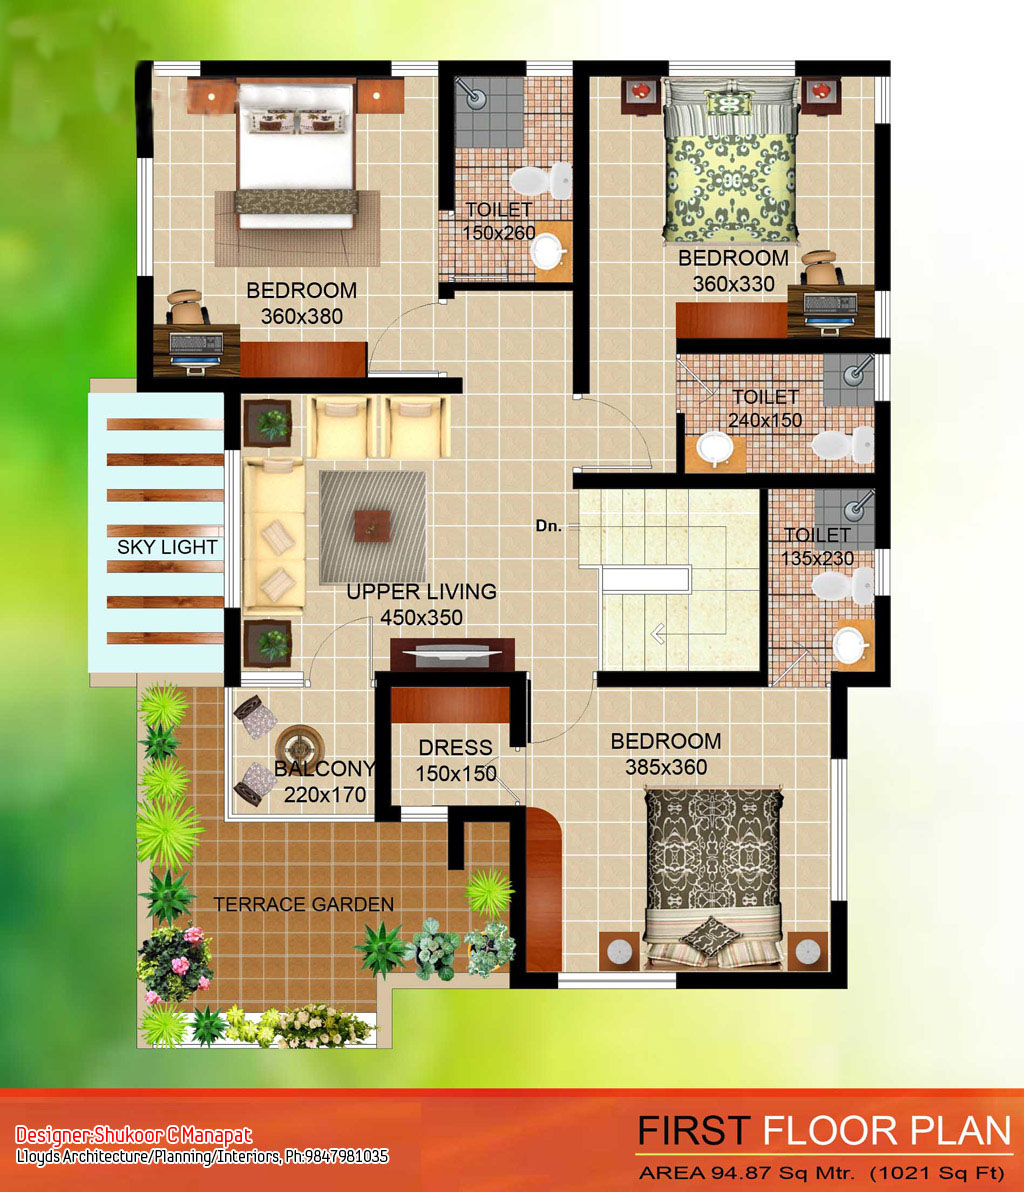 TOILET
150x260
BEDROOM
360x330
BEDROOM
360x380
TOILET
240x150
Dn.
TOILET
135x230
SKY LIGHT
UPPER LIVING
450x350
DRESS
150x150
BEDROOM
385x360
BALCONY
220x170
TERRACE GARDEN
FIRST FLOOR PLAN
AREA 94.87 Sq Mtr. (1021 Sq Ft)
Designer:Shukoor C Manapat
Lloyds Architecture/Planning/Interiors, Ph:9847981035